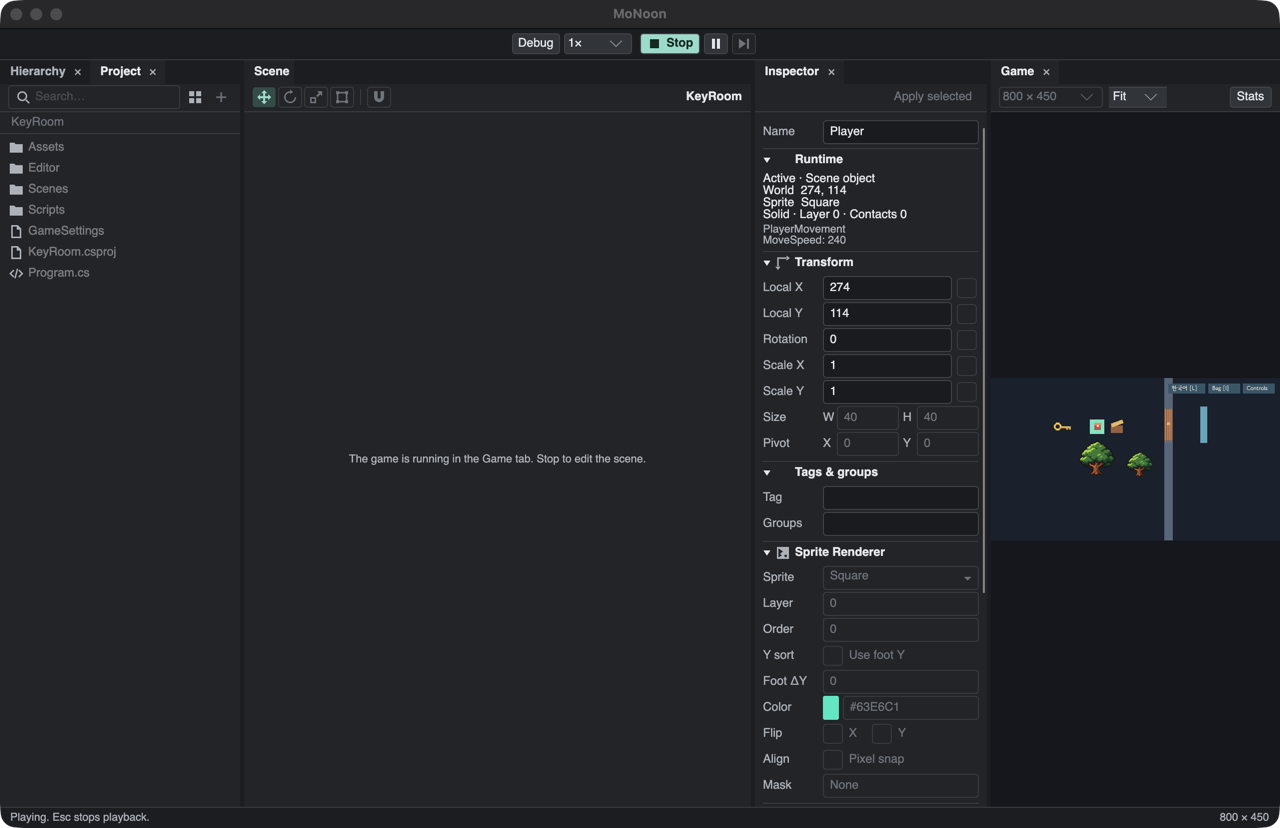 MoNoon
Debug 1× Stop
Hierarchy × Project ×
Search...
KeyRoom
Assets
Editor
Scenes
Scripts
GameSettings
KeyRoom.csproj
Program.cs
Scene
KeyRoom
The game is running in the Game tab. Stop to edit the scene.
Inspector ×
Apply selected
Name Player
Runtime
Active · Scene object
World 274, 114
Sprite Square
Solid · Layer 0 · Contacts 0
PlayerMovement
MoveSpeed: 240
Transform
Local X 274
Local Y 114
Rotation 0
Scale X 1
Scale Y 1
Size W 40 H 40
Pivot X 0 Y 0
Tags & groups
Tag
Groups
Sprite Renderer
Sprite Square
Layer 0
Order 0
Y sort Use foot Y
Foot ΔY 0
Color #63E6C1
Flip X Y
Align Pixel snap
Mask None
Game ×
800 × 450 Fit Stats
한국어 [L] Bag [I] Controls
Playing. Esc stops playback.
800 × 450